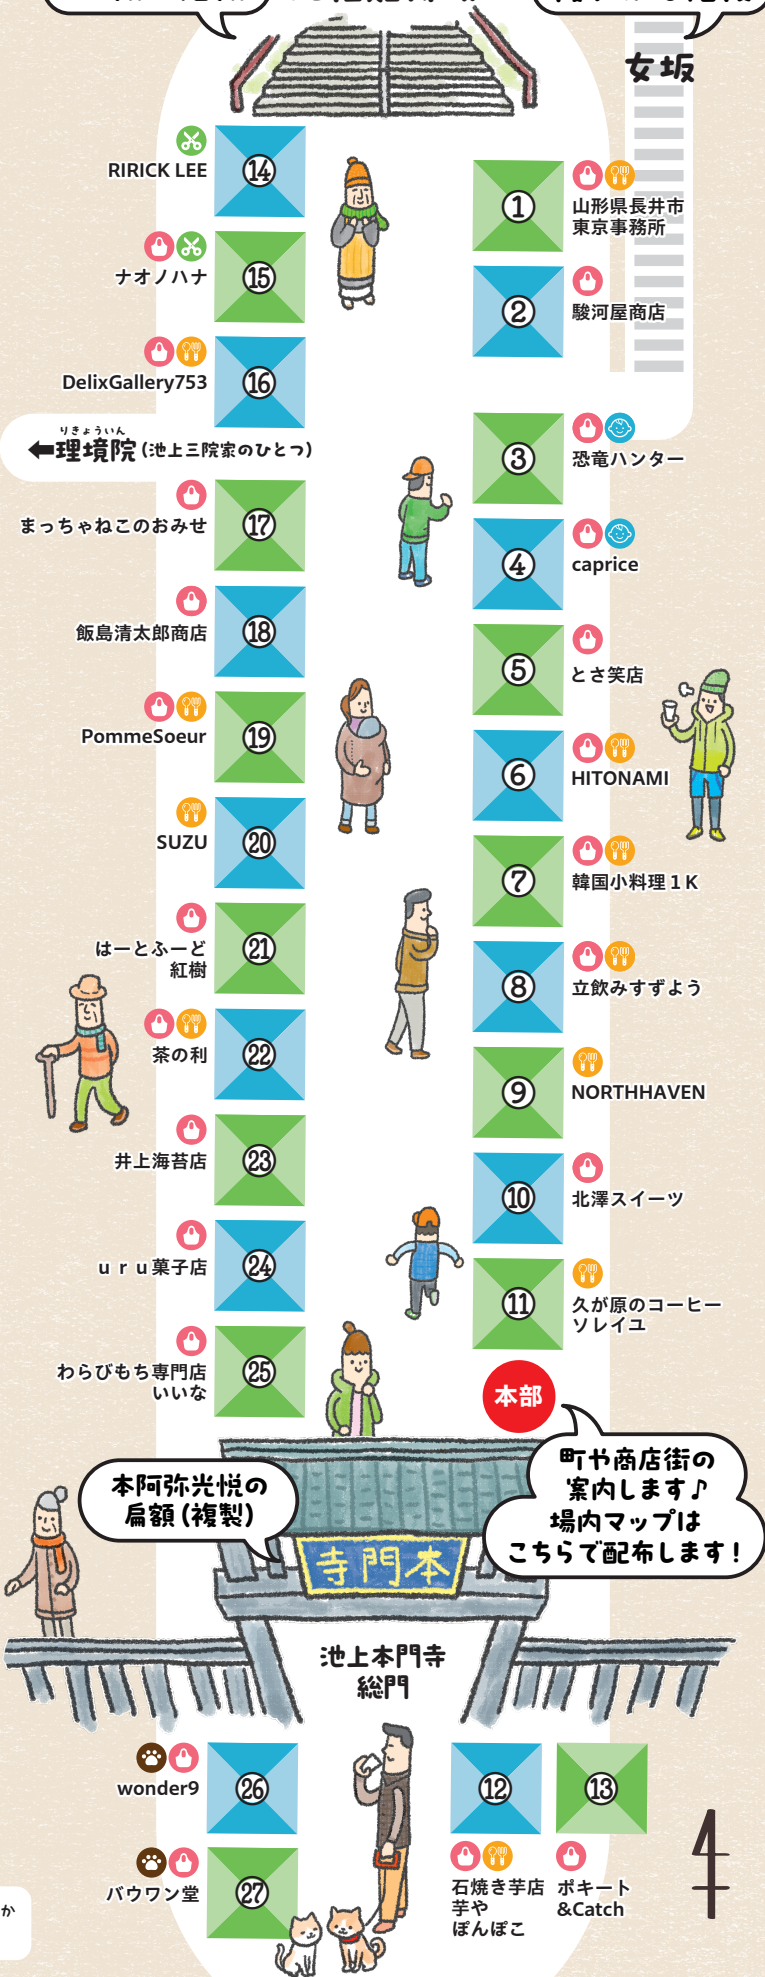 女坂
⑭
RIRICK LEE
①
山形県長井市
東京事務所
⑮
ナオノハナ
②
駿河屋商店
⑯
DelixGallery753
りきょういん
←理境院(池上三院家のひとつ)
③
恐竜ハンター
⑰
まっちゃねこのおみせ
④
caprice
⑱
飯島清太郎商店
⑤
とさ笑店
⑲
PommeSoeur
⑥
HITONAMI
⑳
SUZU
⑦
韓国小料理1K
㉑
はーとふーど
紅樹
⑧
立飲みすずよう
㉒
茶の利
⑨
NORTHHAVEN
㉓
井上海苔店
⑩
北澤スイーツ
㉔
uru菓子店
⑪
久が原のコーヒー
ソレイユ
㉕
わらびもち専門店
いいな
本部
町や商店街の
案内します♪
場内マップは
こちらで配布します!
本阿弥光悦の
扁額(複製)
寺門本
池上本門寺
総門
㉖
wonder9
⑫
石焼き芋店
芋や
ぽんぽこ
⑬
ポキート
&Catch
㉗
バウワン堂
か